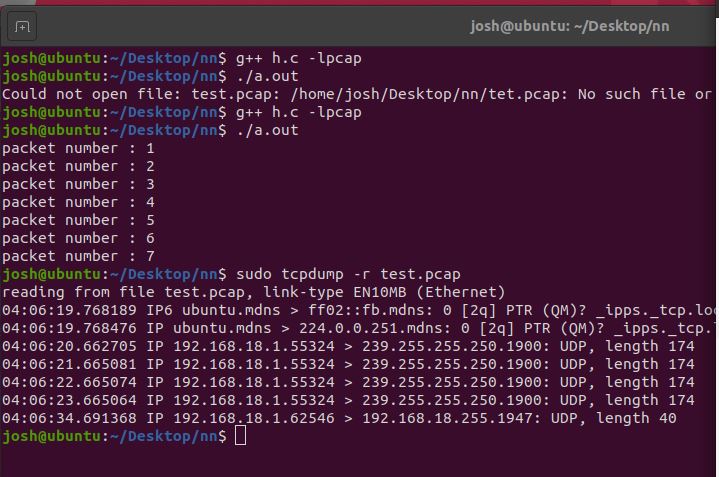 josh@ubuntu: ~/Desktop/nn
josh@ubuntu:~/Desktop/nn$ g++ h.c -lpcap
josh@ubuntu:~/Desktop/nn$ ./a.out
Could not open file: test.pcap: /home/josh/Desktop/nn/tet.pcap: No such file or
josh@ubuntu:~/Desktop/nn$ g++ h.c -lpcap
josh@ubuntu:~/Desktop/nn$ ./a.out
packet number : 1
packet number : 2
packet number : 3
packet number : 4
packet number : 5
packet number : 6
packet number : 7
josh@ubuntu:~/Desktop/nn$ sudo tcpdump -r test.pcap
reading from file test.pcap, link-type EN10MB (Ethernet)
04:06:19.768189 IP6 ubuntu.mdns > ff02::fb.mdns: 0 [2q] PTR (QM)? _ipps._tcp.loc
04:06:19.768476 IP ubuntu.mdns > 224.0.0.251.mdns: 0 [2q] PTR (QM)? _ipps._tcp.
04:06:20.662705 IP 192.168.18.1.55324 > 239.255.255.250.1900: UDP, length 174
04:06:21.665081 IP 192.168.18.1.55324 > 239.255.255.250.1900: UDP, length 174
04:06:22.665074 IP 192.168.18.1.55324 > 239.255.255.250.1900: UDP, length 174
04:06:23.665064 IP 192.168.18.1.55324 > 239.255.255.250.1900: UDP, length 174
04:06:34.691368 IP 192.168.18.1.62546 > 192.168.18.255.1947: UDP, length 40
josh@ubuntu:~/Desktop/nn$